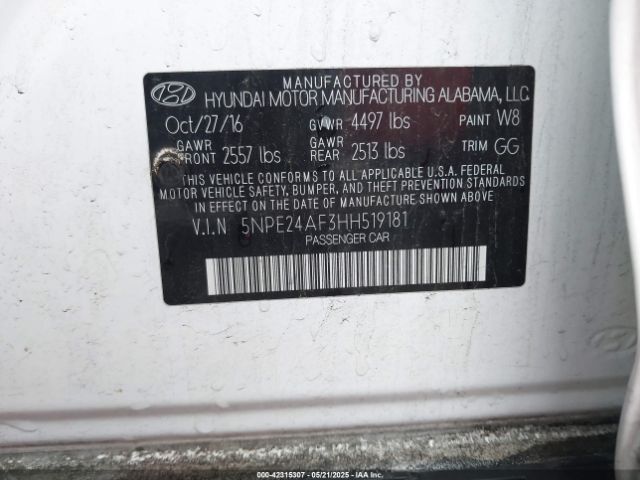 MANUFACTURED BY
HYUNDAI MOTOR MANUFACTURING ALABAMA, LLC.
Oct/27/16 GVWR 4497 lbs PAINT W8
GAWR FRONT 2557 lbs GAWR REAR 2513 lbs TRIM GG
THIS VEHICLE CONFORMS TO ALL APPLICABLE U.S. FEDERAL
MOTOR VEHICLE SAFETY, BUMPER, AND THEFT PREVENTION STANDARDS
IN EFFECT ON THE DATE OF MANUFACTURE SHOWN ABOVE.
V.I.N 5NPE24AF3HH519181
PASSENGER CAR
000-42315307 - 05/21/2025 - IAAI.COM